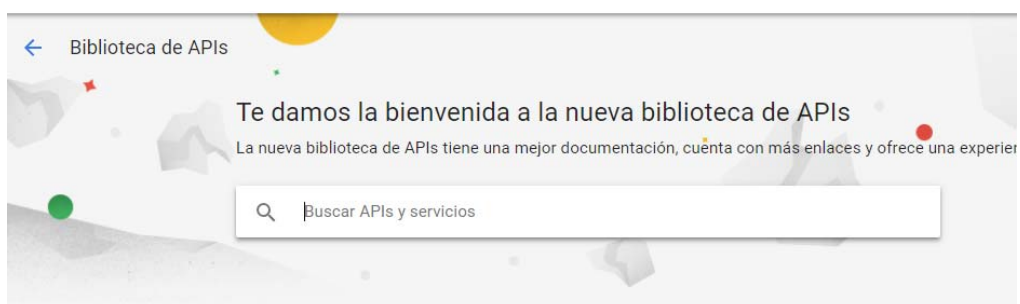 Biblioteca de APIs
Te damos la bienvenida a la nueva biblioteca de APIs
La nueva biblioteca de APIs tiene una mejor documentación, cuenta con más enlaces y ofrece una
Buscar APIs y servicios